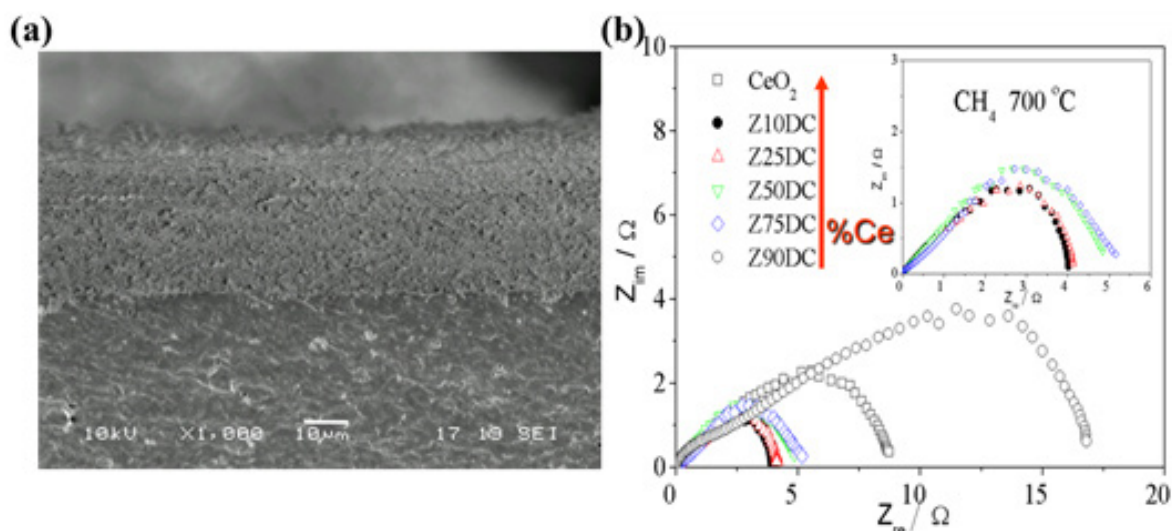 (a)
10kV X1,000 10μm 17 10 SEI
(b)
10
8
6
4
2
0
Z_im / Ω
CeO₂
Z10DC
Z25DC
Z50DC
Z75DC
Z90DC
%Ce
3
2
1
0
Z_im / Ω
CH₄ 700 °C
0 1 2 3 4 5 6
Z_re / Ω
0 5 10 15 20
Z_re / Ω